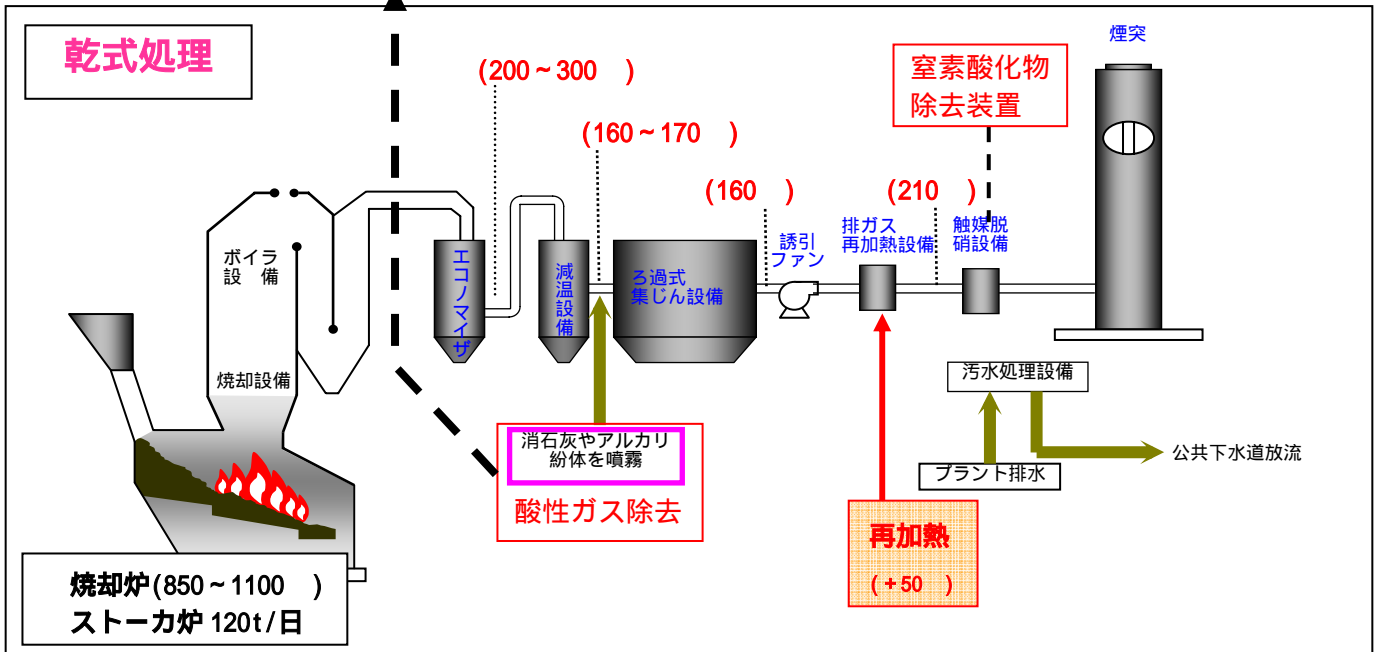 乾式処理
煙突
(200～300　)
窒素酸化物
除去装置
(160～170　)
(160　)
(210　)
誘引
ファン
排ガス
再加熱設備
触媒脱
硝設備
ボイラ
設　備
エコノマイザ
減温設備
ろ過式
集じん設備
焼却設備
汚水処理設備
消石灰やアルカリ
紛体を噴霧
公共下水道放流
プラント排水
酸性ガス除去
再加熱
(+50　)
焼却炉(850～1100　)
ストーカ炉 120t/日